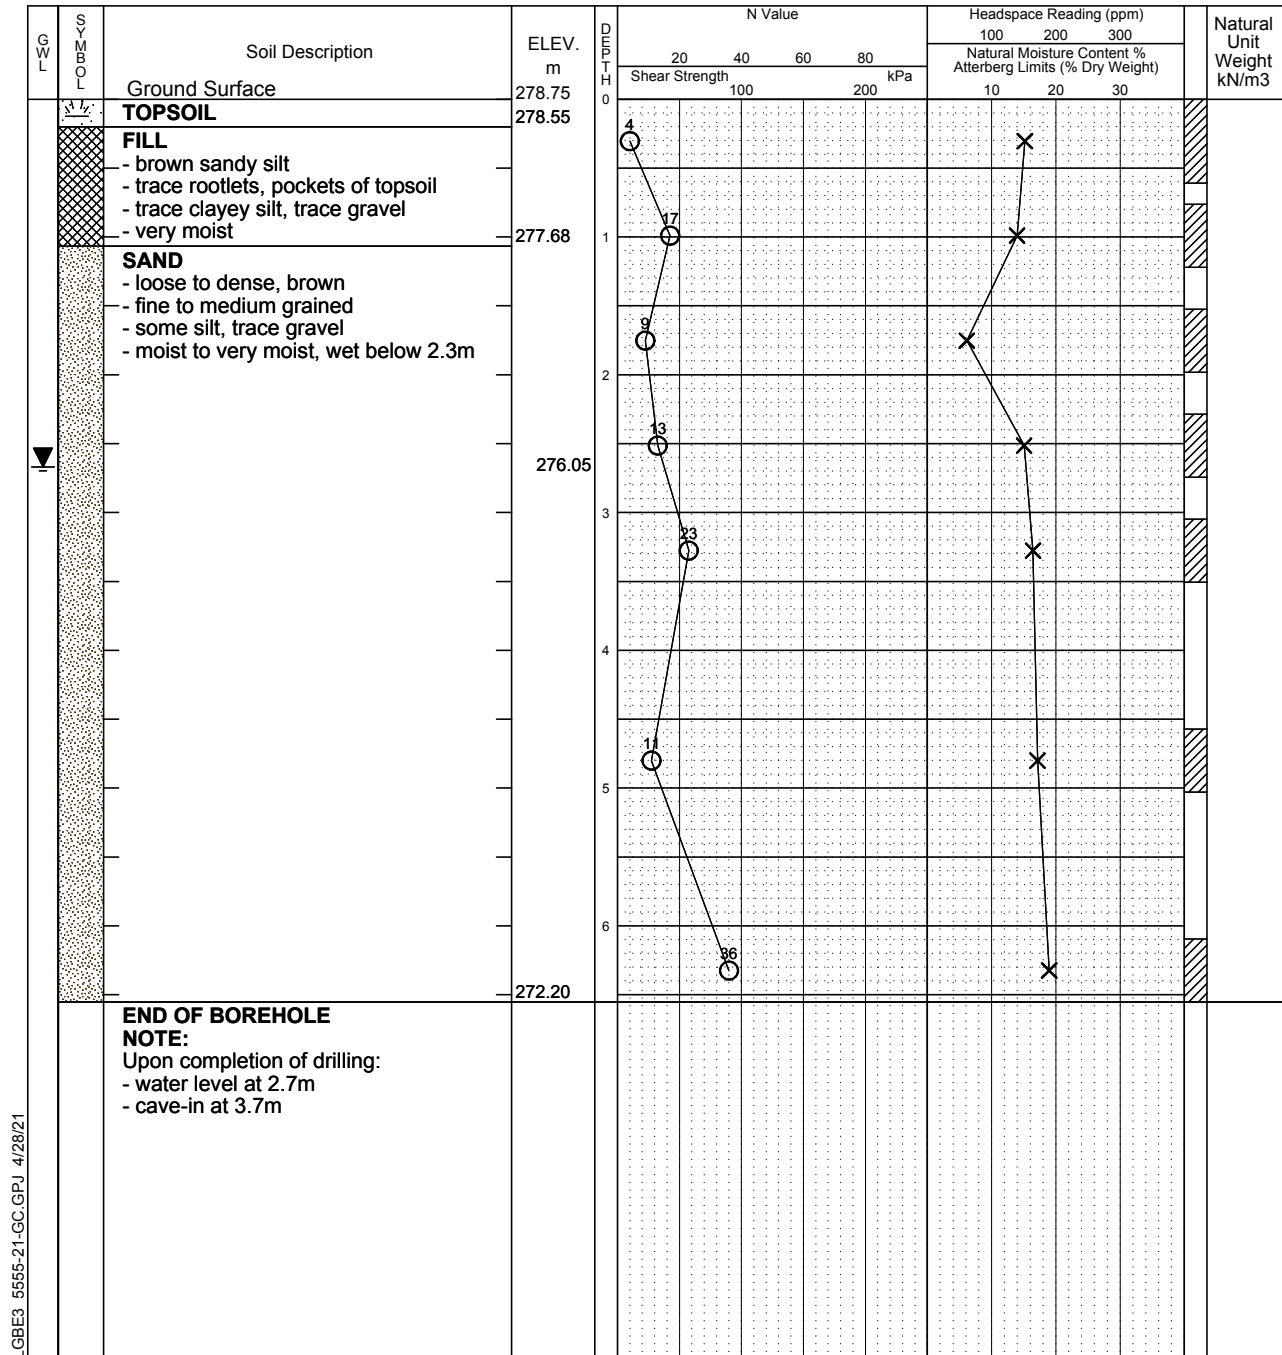 GWL
SYMBOL
Soil Description
Ground Surface
ELEV.
m
278.75
DEPTH
N Value
20 40 60 80
Shear Strength kPa
100 200
Headspace Reading (ppm)
100 200 300
Natural Moisture Content %
Atterberg Limits (% Dry Weight)
10 20 30
Natural
Unit
Weight
kN/m3
0
TOPSOIL
278.55
FILL
- brown sandy silt
- trace rootlets, pockets of topsoil
- trace clayey silt, trace gravel
- very moist
277.68
4
17
1
SAND
- loose to dense, brown
- fine to medium grained
- some silt, trace gravel
- moist to very moist, wet below 2.3m
9
2
13
276.05
3
23
4
11
5
6
36
272.20
END OF BOREHOLE
NOTE:
Upon completion of drilling:
- water level at 2.7m
- cave-in at 3.7m
GBE3 5555-21-GC.GPJ 4/28/21